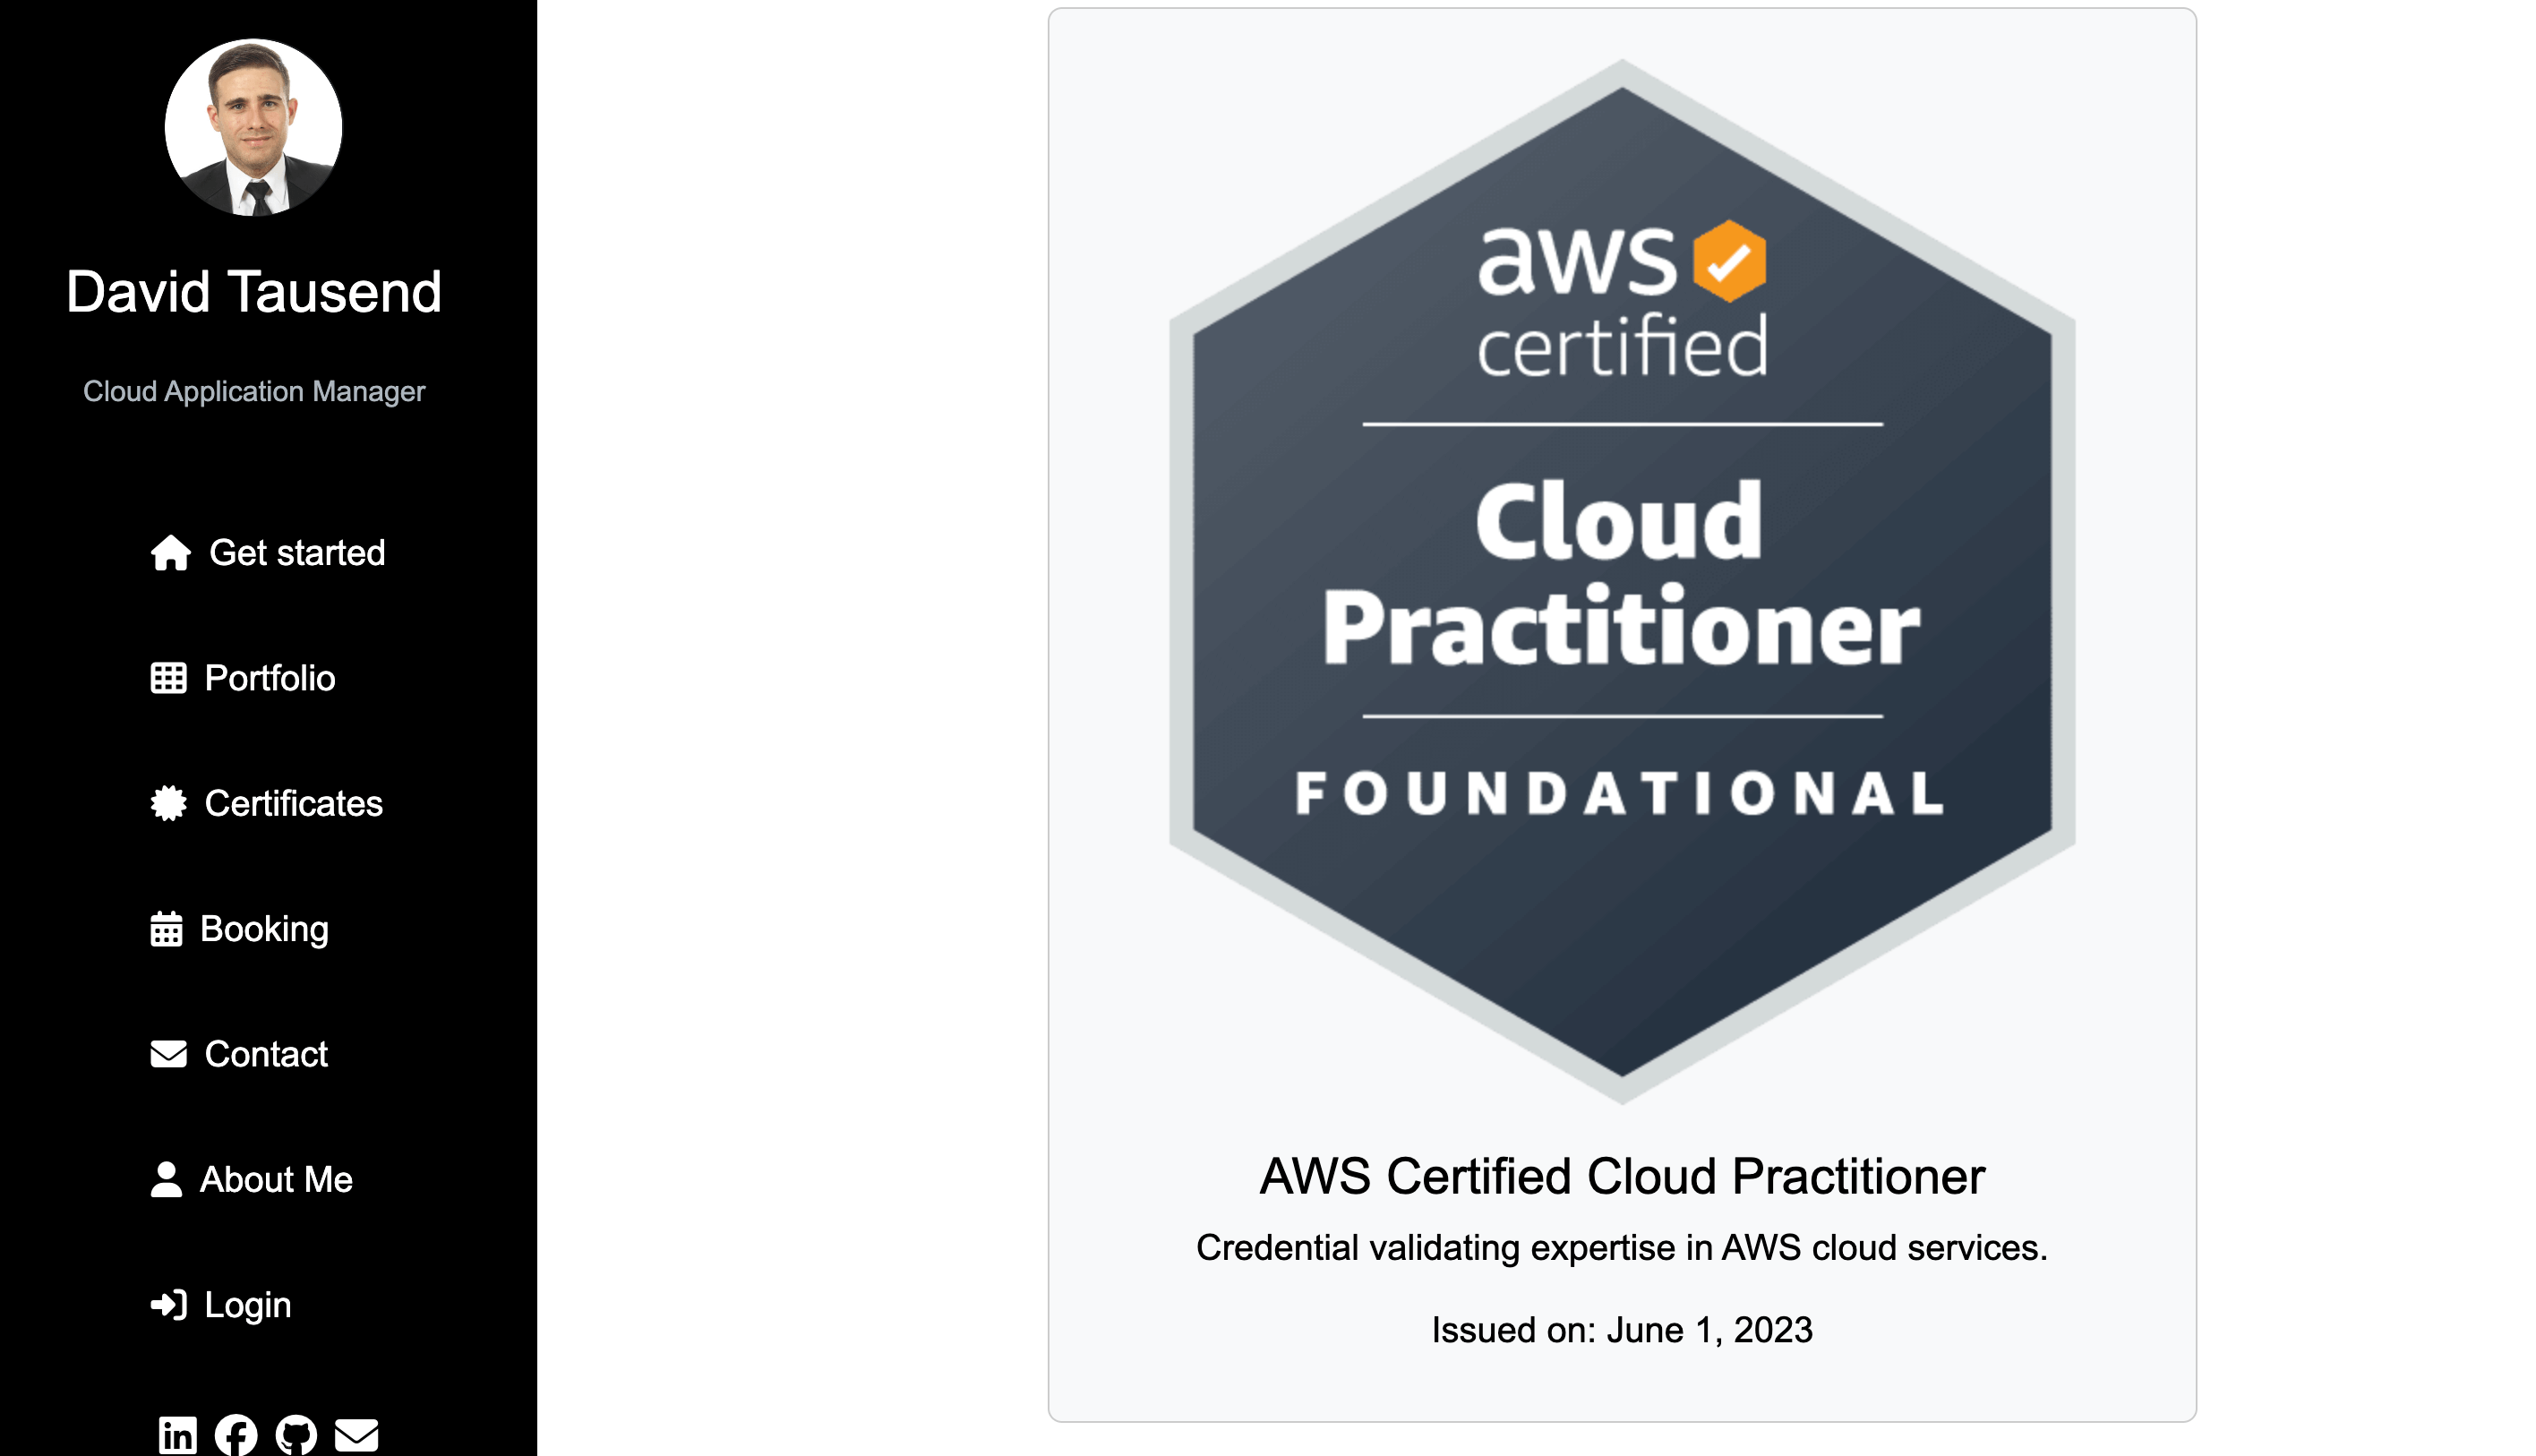 David Tausend
Cloud Application Manager
Get started
Portfolio
Certificates
Booking
Contact
About Me
Login
in
aws
certified
Cloud
Practitioner
FOUNDATIONAL
AWS Certified Cloud Practitioner
Credential validating expertise in AWS cloud services.
Issued on: June 1, 2023